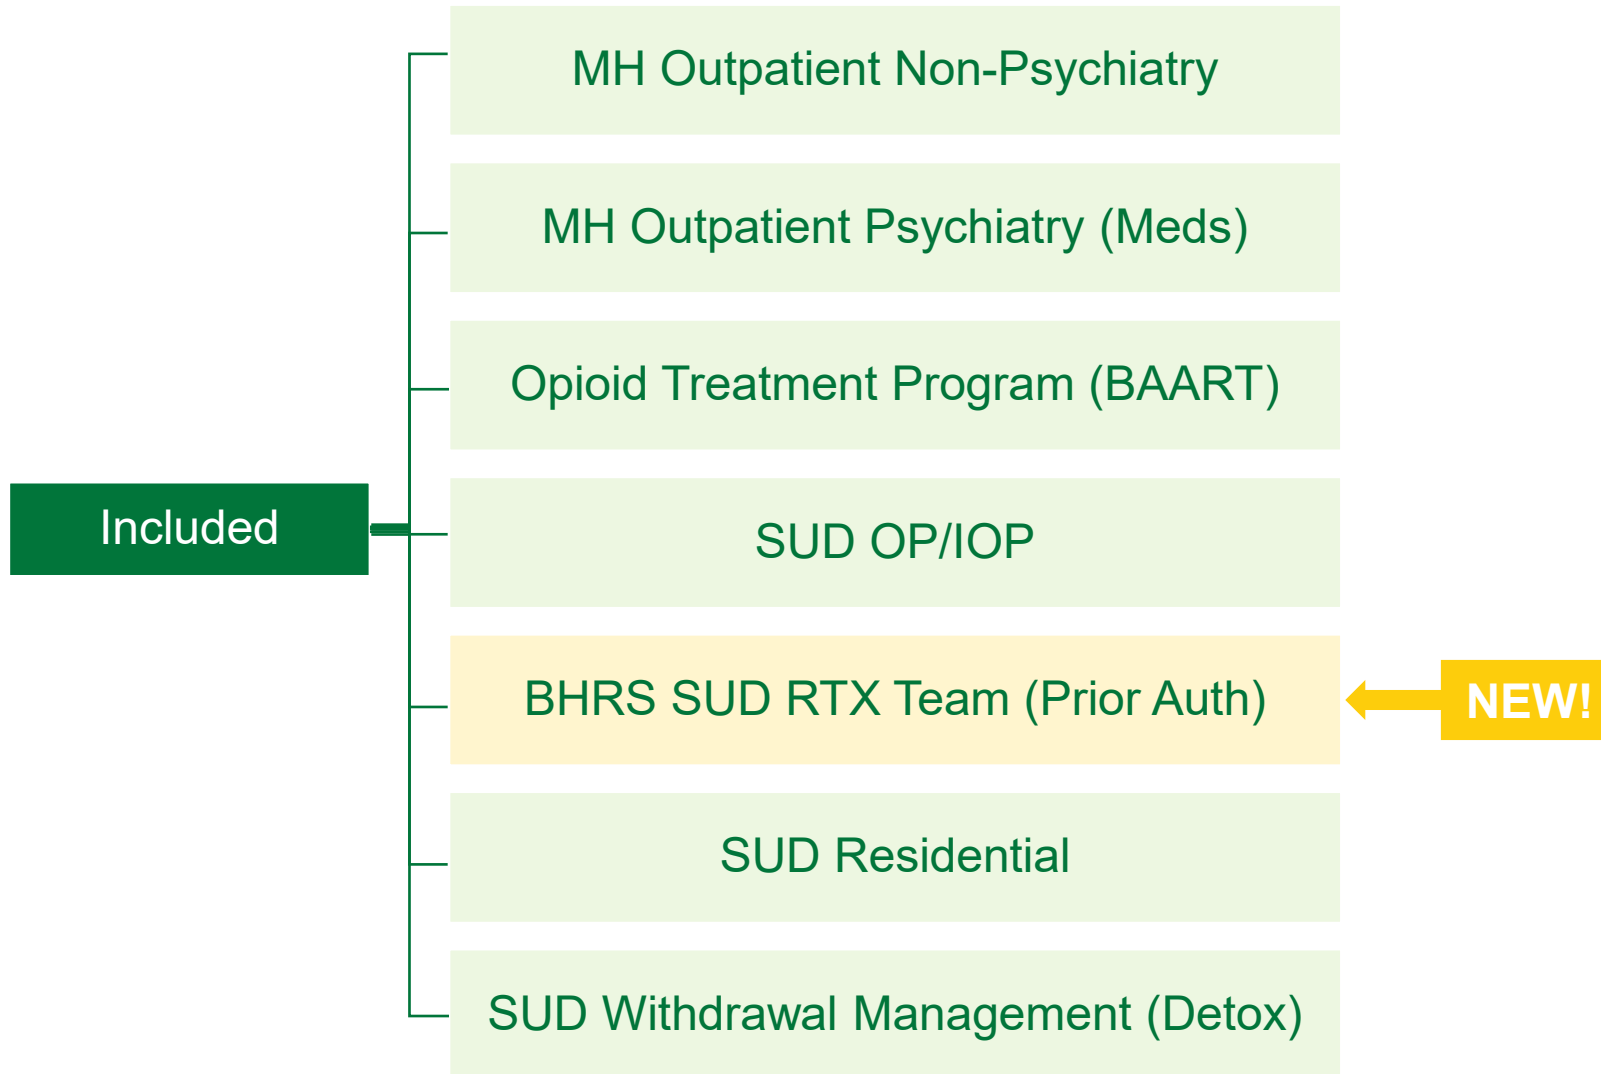 MH Outpatient Non-Psychiatry
MH Outpatient Psychiatry (Meds)
Opioid Treatment Program (BAART)
Included
SUD OP/IOP
BHRS SUD RTX Team (Prior Auth)
NEW!
SUD Residential
SUD Withdrawal Management (Detox)